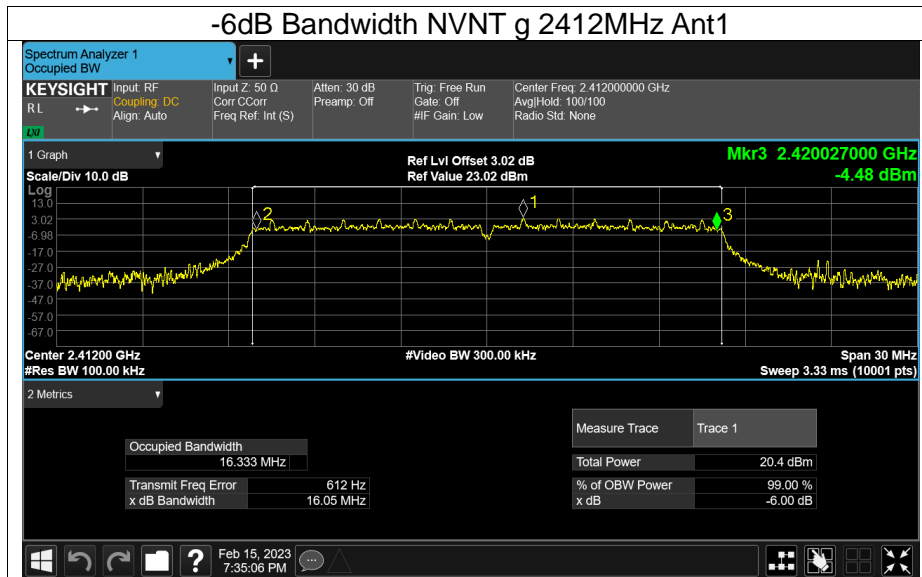 -6dB Bandwidth NVNT g 2412MHz Ant1
Spectrum Analyzer 1
Occupied BW
+
KEYSIGHT Input: RF Input Z: 50 Ω Atten: 30 dB Trig: Free Run Center Freq: 2.412000000 GHz
R L Coupling: DC Corr CCorr Preamp: Off Gate: Off Avg|Hold: 100/100
Align: Auto Freq Ref: Int (S) #IF Gain: Low Radio Std: None
LXI
1 Graph Ref Lvl Offset 3.02 dB Mkr3 2.420027000 GHz
Scale/Div 10.0 dB Ref Value 23.02 dBm -4.48 dBm
Log
13.0
3.02
-6.98
-17.0
-27.0
-37.0
-47.0
-57.0
-67.0
2
1
3
Center 2.41200 GHz #Video BW 300.00 kHz Span 30 MHz
#Res BW 100.00 kHz Sweep 3.33 ms (10001 pts)
2 Metrics
Measure Trace Trace 1
Occupied Bandwidth
16.333 MHz Total Power 20.4 dBm
Transmit Freq Error 612 Hz % of OBW Power 99.00 %
x dB Bandwidth 16.05 MHz x dB -6.00 dB
? Feb 15, 2023
7:35:06 PM